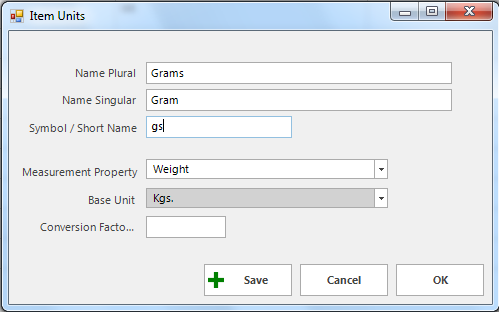 Item Units
Name Plural Grams
Name Singular Gram
Symbol / Short Name gs
Measurement Property Weight
Base Unit Kgs.
Conversion Facto...
Save Cancel OK